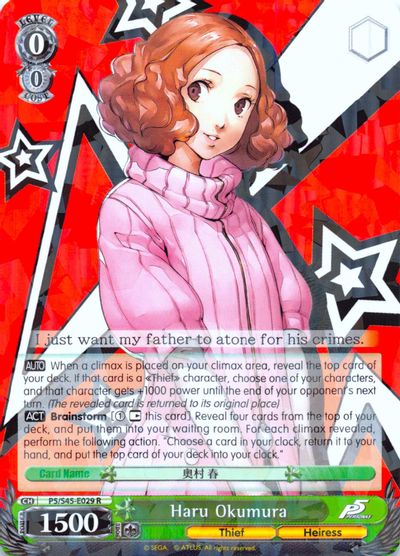 LEVEL
0
0
COST
I just want my father to atone for his crimes.
AUTO When a climax is placed on your climax area, reveal the top card of
your deck. If that card is a «Thief» character, choose one of your characters,
and that character gets +1000 power until the end of your opponent's next
turn. (The revealed card is returned to its original place)
ACT Brainstorm [① this card] Reveal four cards from the top of your
deck, and put them into your waiting room. For each climax revealed,
perform the following action. "Choose a card in your clock, return it to your
hand, and put the top card of your deck into your clock."
Card Name 奥村 春
CH P5/S45-E029 R
1500
Haru Okumura
P5 PERSONA5
Thief Heiress
© SEGA © ATLUS. All rights reserved.